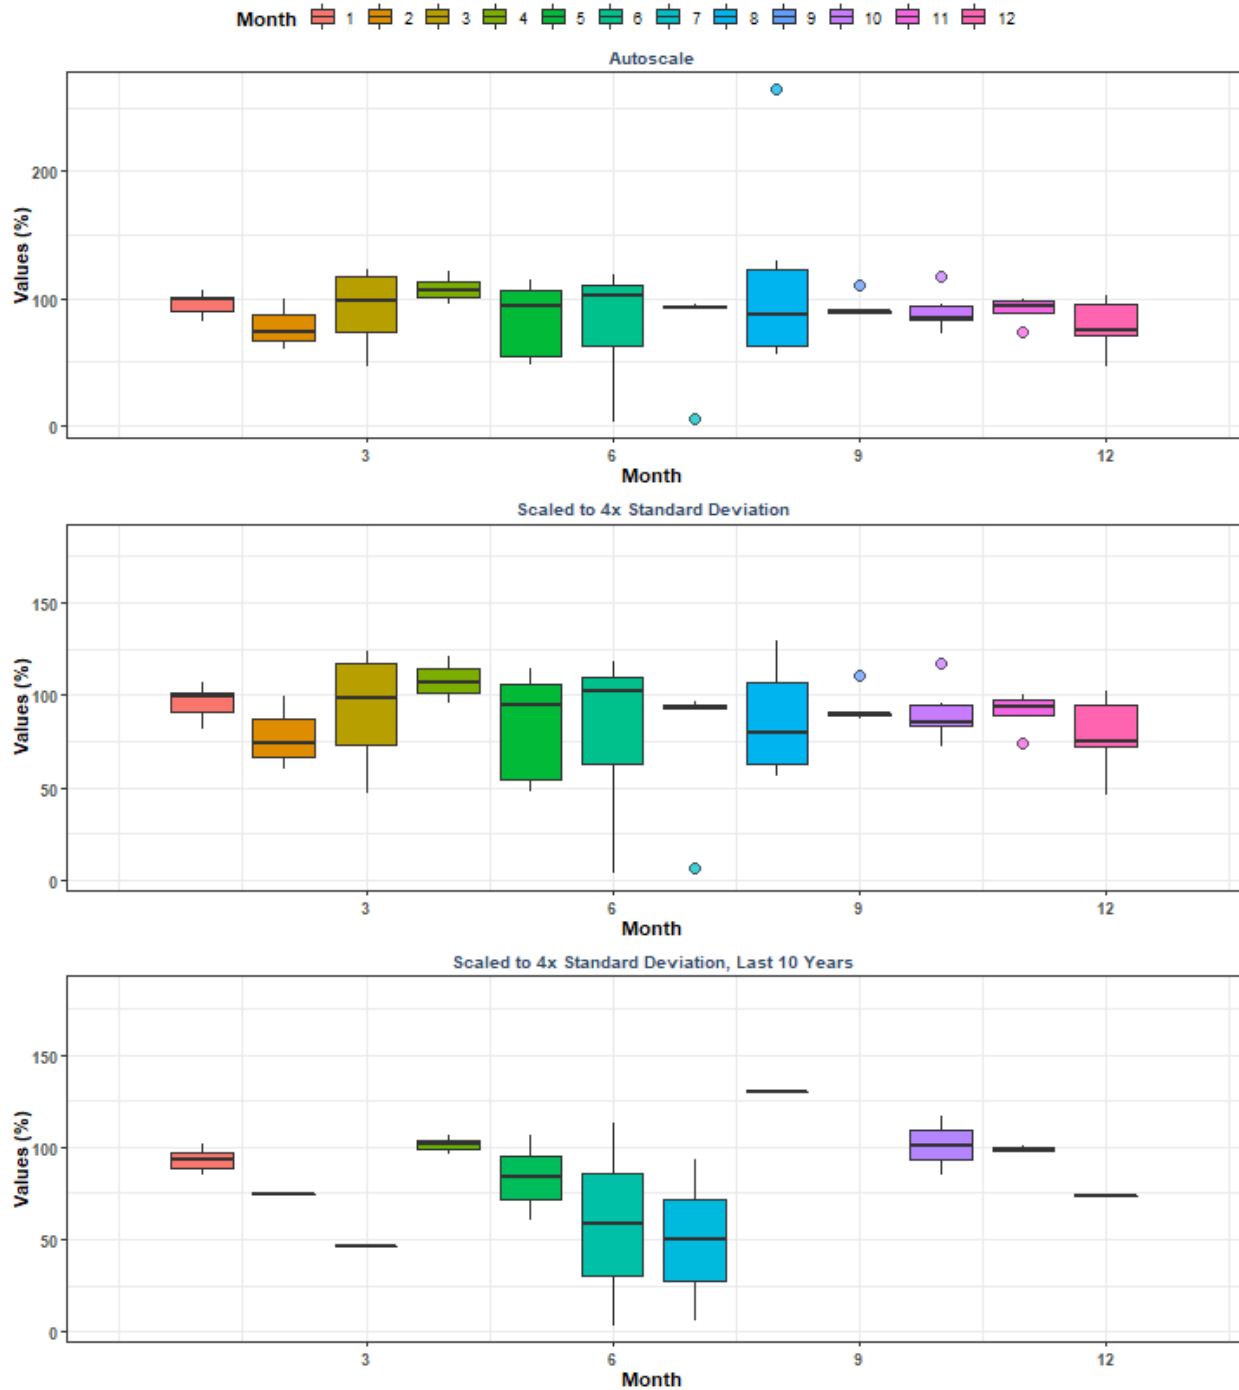 Month 1 2 3 4 5 6 7 8 9 10 11 12
Autoscale
Values (%)
200
100
0
3 6 9 12
Month
Scaled to 4x Standard Deviation
Values (%)
150
100
50
0
3 6 9 12
Month
Scaled to 4x Standard Deviation, Last 10 Years
Values (%)
150
100
50
0
3 6 9 12
Month